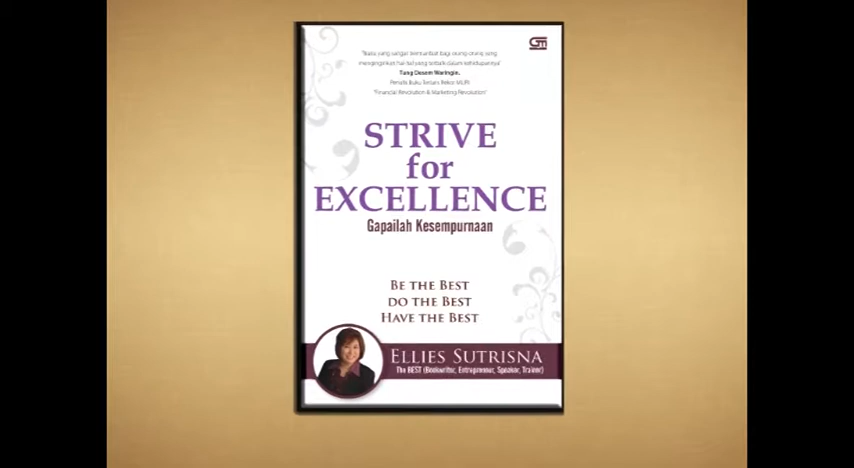 "Buku yang sangat bermanfaat bagi orang-orang yang
menginginkan hal-hal yang terbaik dalam kehidupannya"
Tung Desem Waringin,
Penulis Buku Terlaris Rekor MURI
"Financial Revolution & Marketing Revolution"
STRIVE
for
EXCELLENCE
Gapailah Kesempurnaan
BE THE BEST
DO THE BEST
HAVE THE BEST
ELLIES SUTRISNA
The BEST (Bookwriter, Entrepreneur, Speaker, Trainer)